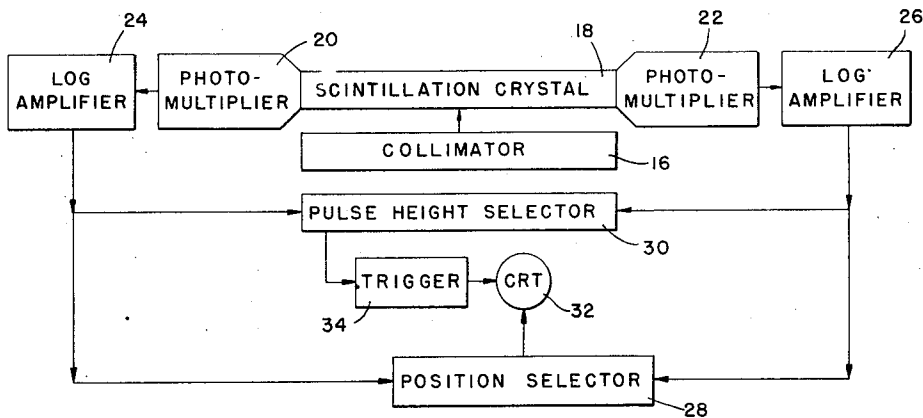 24
20
18
22
26
LOG
AMPLIFIER
PHOTO-
MULTIPLIER
SCINTILLATION CRYSTAL
PHOTO-
MULTIPLIER
LOG
AMPLIFIER
COLLIMATOR
16
PULSE HEIGHT SELECTOR
30
TRIGGER
CRT
34
32
POSITION SELECTOR
28